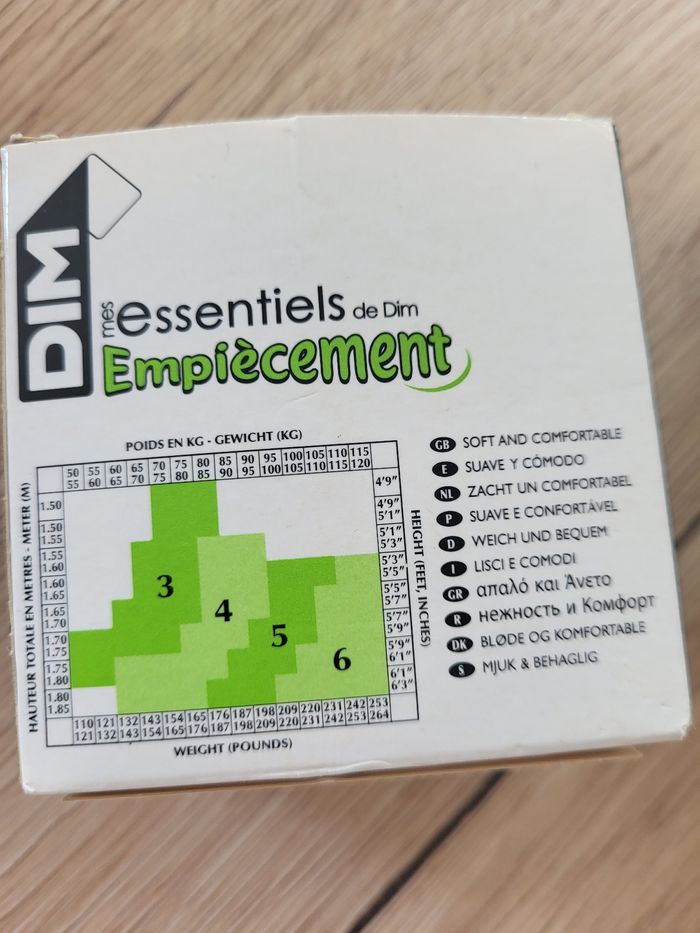 DIM
mes essentiels de Dim
Empiècement
POIDS EN KG - GEWICHT (KG)
50 55 60 65 70 75 80 85 90 95 100 105 110 115
55 60 65 70 75 80 85 90 95 100 105 110 115 120
HAUTEUR TOTALE EN METRES - METER (M)
1.50
1.50
1.55
1.55
1.60
1.60
1.65
1.65
1.70
1.70
1.75
1.75
1.80
1.80
1.85
3
4
5
6
4'9"
4'9"
5'1"
5'1"
5'3"
5'3"
5'5"
5'5"
5'7"
5'7"
5'9"
5'9"
6'1"
6'1"
6'3"
HEIGHT (FEET, INCHES)
110 121 132 143 154 165 176 187 198 209 220 231 242 253
121 132 143 154 165 176 187 198 209 220 231 242 253 264
WEIGHT (POUNDS)
GB SOFT AND COMFORTABLE
E SUAVE Y CÓMODO
NL ZACHT UN COMFORTABEL
P SUAVE E CONFORTÁVEL
D WEICH UND BEQUEM
I LISCI E COMODI
GR απαλό και Άνετο
R нежность и Комфорт
DK BLØDE OG KOMFORTABLE
S MJUK & BEHAGLIG